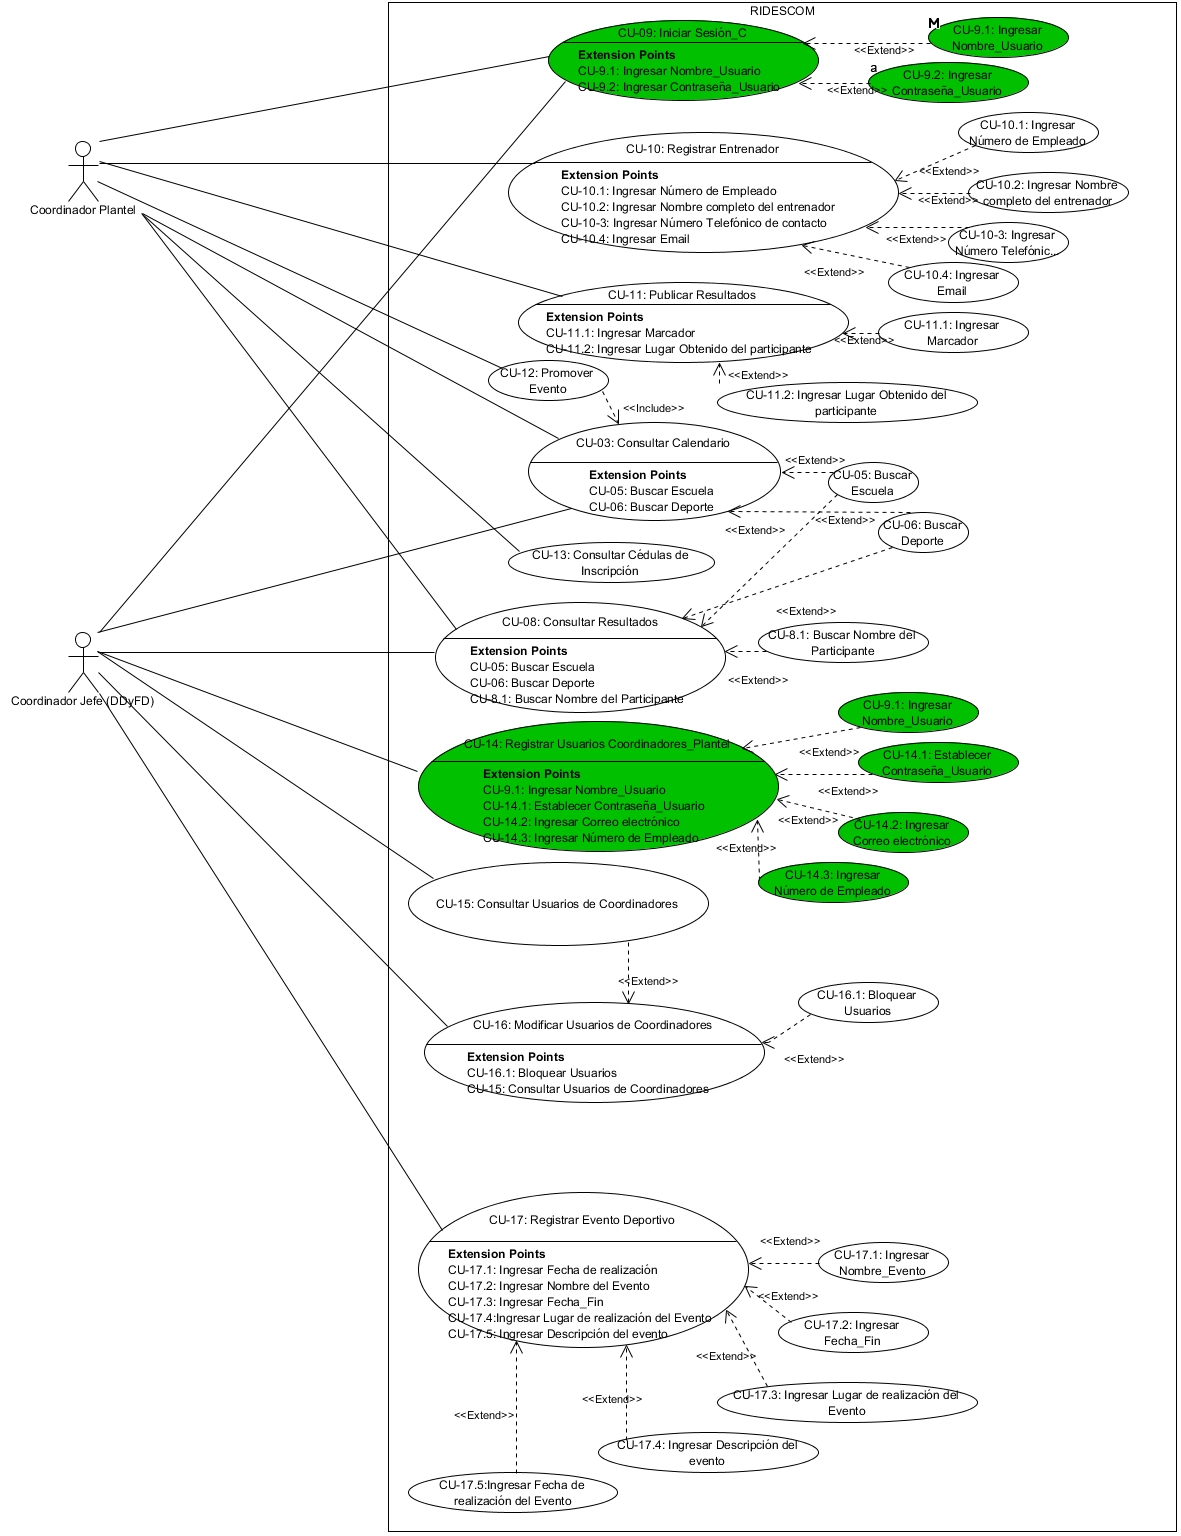 RIDESCOM
CU-09: Iniciar Sesión_C
Extension Points
CU-9.1: Ingresar Nombre_Usuario
CU-9.2: Ingresar Contraseña_Usuario
M
CU-9.1: Ingresar
Nombre_Usuario
<<Extend>>
a
CU-9.2: Ingresar
Contraseña_Usuario
<<Extend>>
Coordinador Plantel
CU-10: Registrar Entrenador
Extension Points
CU-10.1: Ingresar Número de Empleado
CU-10.2: Ingresar Nombre completo del entrenador
CU-10-3: Ingresar Número Telefónico de contacto
CU-10.4: Ingresar Email
CU-10.1: Ingresar
Número de Empleado
<<Extend>>
CU-10.2: Ingresar Nombre
completo del entrenador
<<Extend>>
CU-10-3: Ingresar
Número Telefónic...
<<Extend>>
CU-10.4: Ingresar
Email
<<Extend>>
CU-11: Publicar Resultados
Extension Points
CU-11.1: Ingresar Marcador
CU-11.2: Ingresar Lugar Obtenido del participante
CU-11.1: Ingresar
Marcador
<<Extend>>
<<Extend>>
CU-11.2: Ingresar Lugar Obtenido del
participante
CU-12: Promover
Evento
<<Include>>
CU-03: Consultar Calendario
Extension Points
CU-05: Buscar Escuela
CU-06: Buscar Deporte
<<Extend>>
CU-05: Buscar
Escuela
<<Extend>>
<<Extend>>
CU-06: Buscar
Deporte
CU-13: Consultar Cédulas de
Inscripción
CU-08: Consultar Resultados
Extension Points
CU-05: Buscar Escuela
CU-06: Buscar Deporte
CU-8.1: Buscar Nombre del Participante
<<Extend>>
CU-8.1: Buscar Nombre del
Participante
<<Extend>>
Coordinador Jefe (DDyFD)
CU-14: Registrar Usuarios Coordinadores_Plantel
Extension Points
CU-9.1: Ingresar Nombre_Usuario
CU-14.1: Establecer Contraseña_Usuario
CU-14.2: Ingresar Correo electrónico
CU-14.3: Ingresar Número de Empleado
CU-9.1: Ingresar
Nombre_Usuario
<<Extend>>
CU-14.1: Establecer
Contraseña_Usuario
<<Extend>>
CU-14.2: Ingresar
Correo electrónico
<<Extend>>
<<Extend>>
CU-14.3: Ingresar
Número de Empleado
CU-15: Consultar Usuarios de Coordinadores
<<Extend>>
CU-16: Modificar Usuarios de Coordinadores
Extension Points
CU-16.1: Bloquear Usuarios
CU-15: Consultar Usuarios de Coordinadores
CU-16.1: Bloquear
Usuarios
<<Extend>>
CU-17: Registrar Evento Deportivo
Extension Points
CU-17.1: Ingresar Fecha de realización
CU-17.2: Ingresar Nombre del Evento
CU-17.3: Ingresar Fecha_Fin
CU-17.4:Ingresar Lugar de realización del Evento
CU-17.5: Ingresar Descripción del evento
<<Extend>>
CU-17.1: Ingresar
Nombre_Evento
<<Extend>>
CU-17.2: Ingresar
Fecha_Fin
<<Extend>>
CU-17.3: Ingresar Lugar de realización del
Evento
<<Extend>>
CU-17.4: Ingresar Descripción del
evento
<<Extend>>
CU-17.5:Ingresar Fecha de
realización del Evento